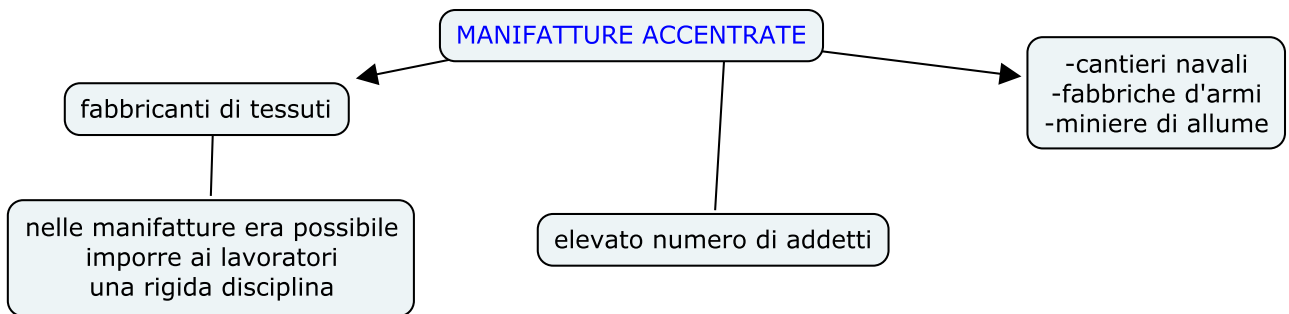 MANIFATTURE ACCENTRATE
fabbricanti di tessuti
-cantieri navali
-fabbriche d'armi
-miniere di allume
nelle manifatture era possibile
imporre ai lavoratori
una rigida disciplina
elevato numero di addetti